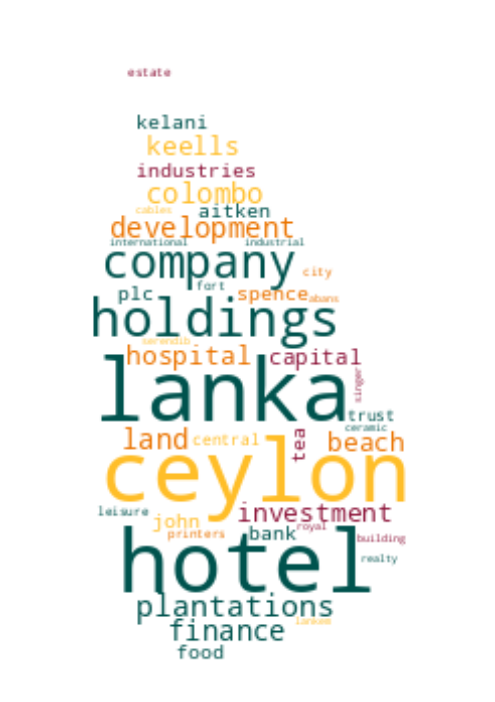 estate
kelani
keells
industries
colombo
cables aitken
development
international industrial
company city
fort
plc spence abans
holdings
serendib
hospital capital
singer
lanka
trust
ceramic
land central tea beach
ceylon
leisure investment
john royal
printers bank building
hotel realty
plantations
lankem
finance
food